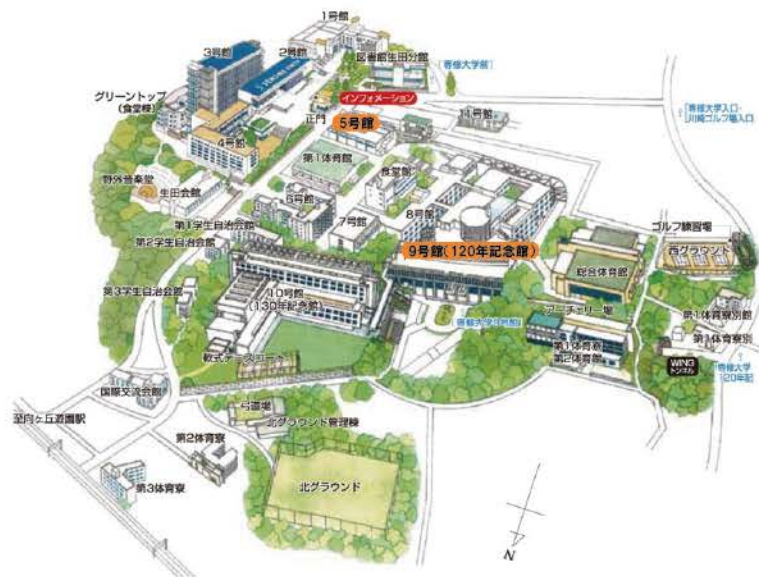 1号館
3号館
2号館
図書館生田分館
専修大学前
グリーントップ
(食堂棟)
インフォメーション
専修大学入口・
川崎ゴルフ場入口
正門
5号館
11号館
4号館
第1体育館
食堂館
野外音楽堂
生田会館
6号館
8号館
第1学生自治会館
7号館
ゴルフ練習場
第2学生自治会館
9号館(120年記念館)
西グラウンド
総合体育館
第3学生自治会館
10号館
(130年記念館)
アーチェリー場
第1体育寮別館
第1体育寮別
第1体育寮
第2体育館
軟式テニスコート
WING
トンネル
専修大学
120年記
国際交流会館
弓道場
至向ヶ丘遊園駅
北グラウンド管理棟
第2体育寮
第3体育寮
北グラウンド
N